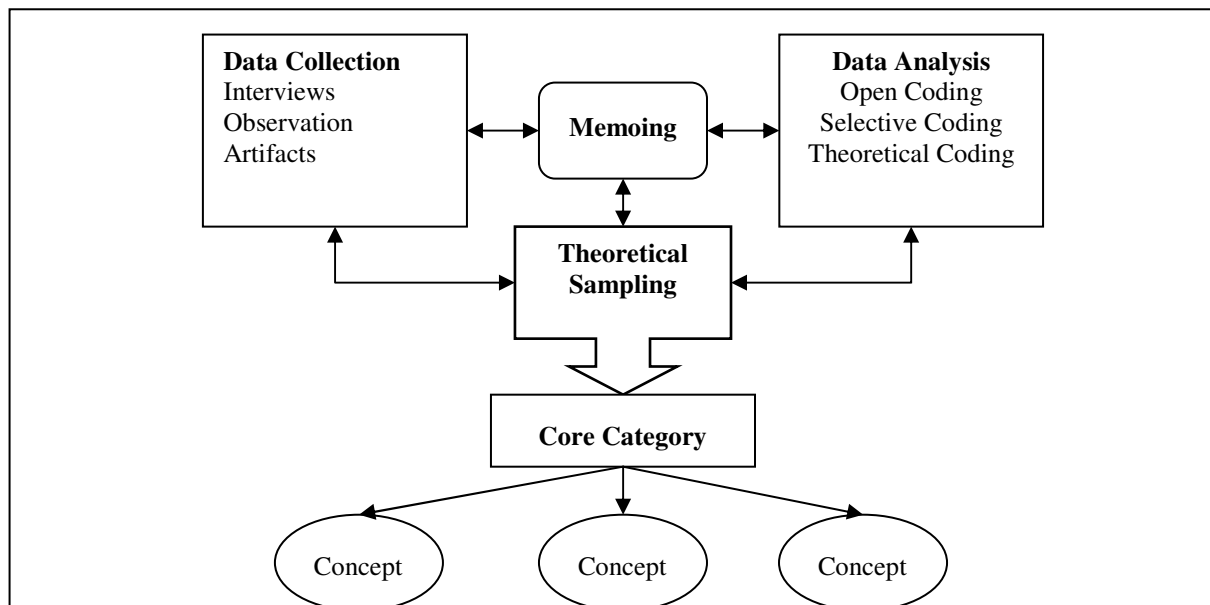 Data Collection
Interviews
Observation
Artifacts
Memoing
Data Analysis
Open Coding
Selective Coding
Theoretical Coding
Theoretical
Sampling
Core Category
Concept
Concept
Concept